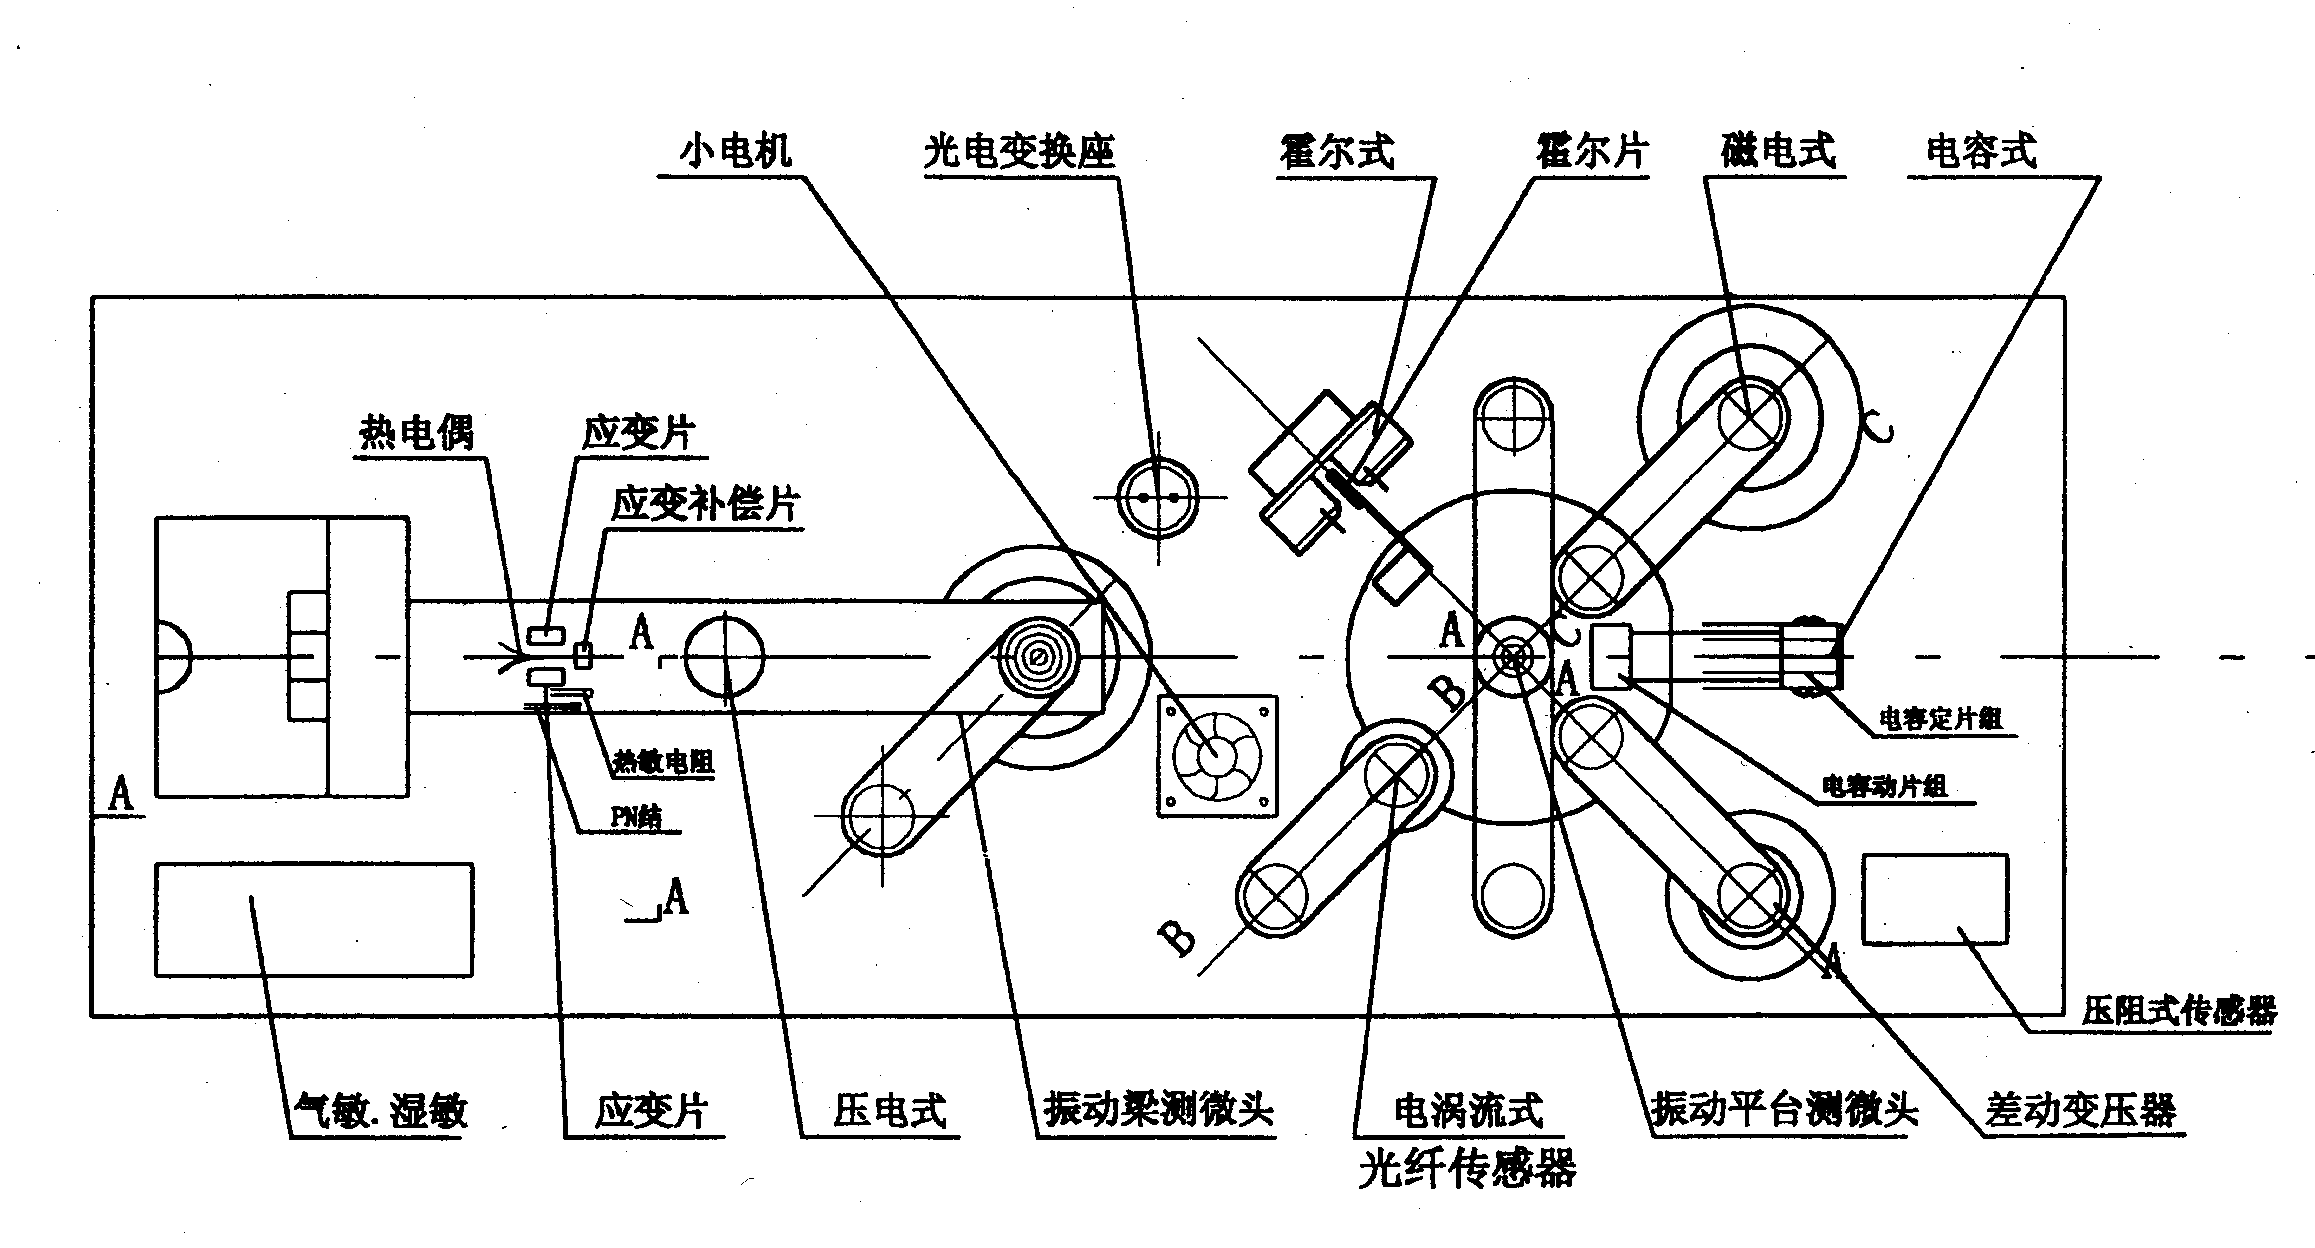 小电机
光电变换座
霍尔式
霍尔片
磁电式
电容式
热电偶
应变片
应变补偿片
C
A
A
C
A
B
电容定片组
热敏电阻
电容动片组
A
PN结
A
B
A
压阻式传感器
气敏.湿敏
应变片
压电式
振动梁测微头
电涡流式
振动平台测微头
差动变压器
光纤传感器